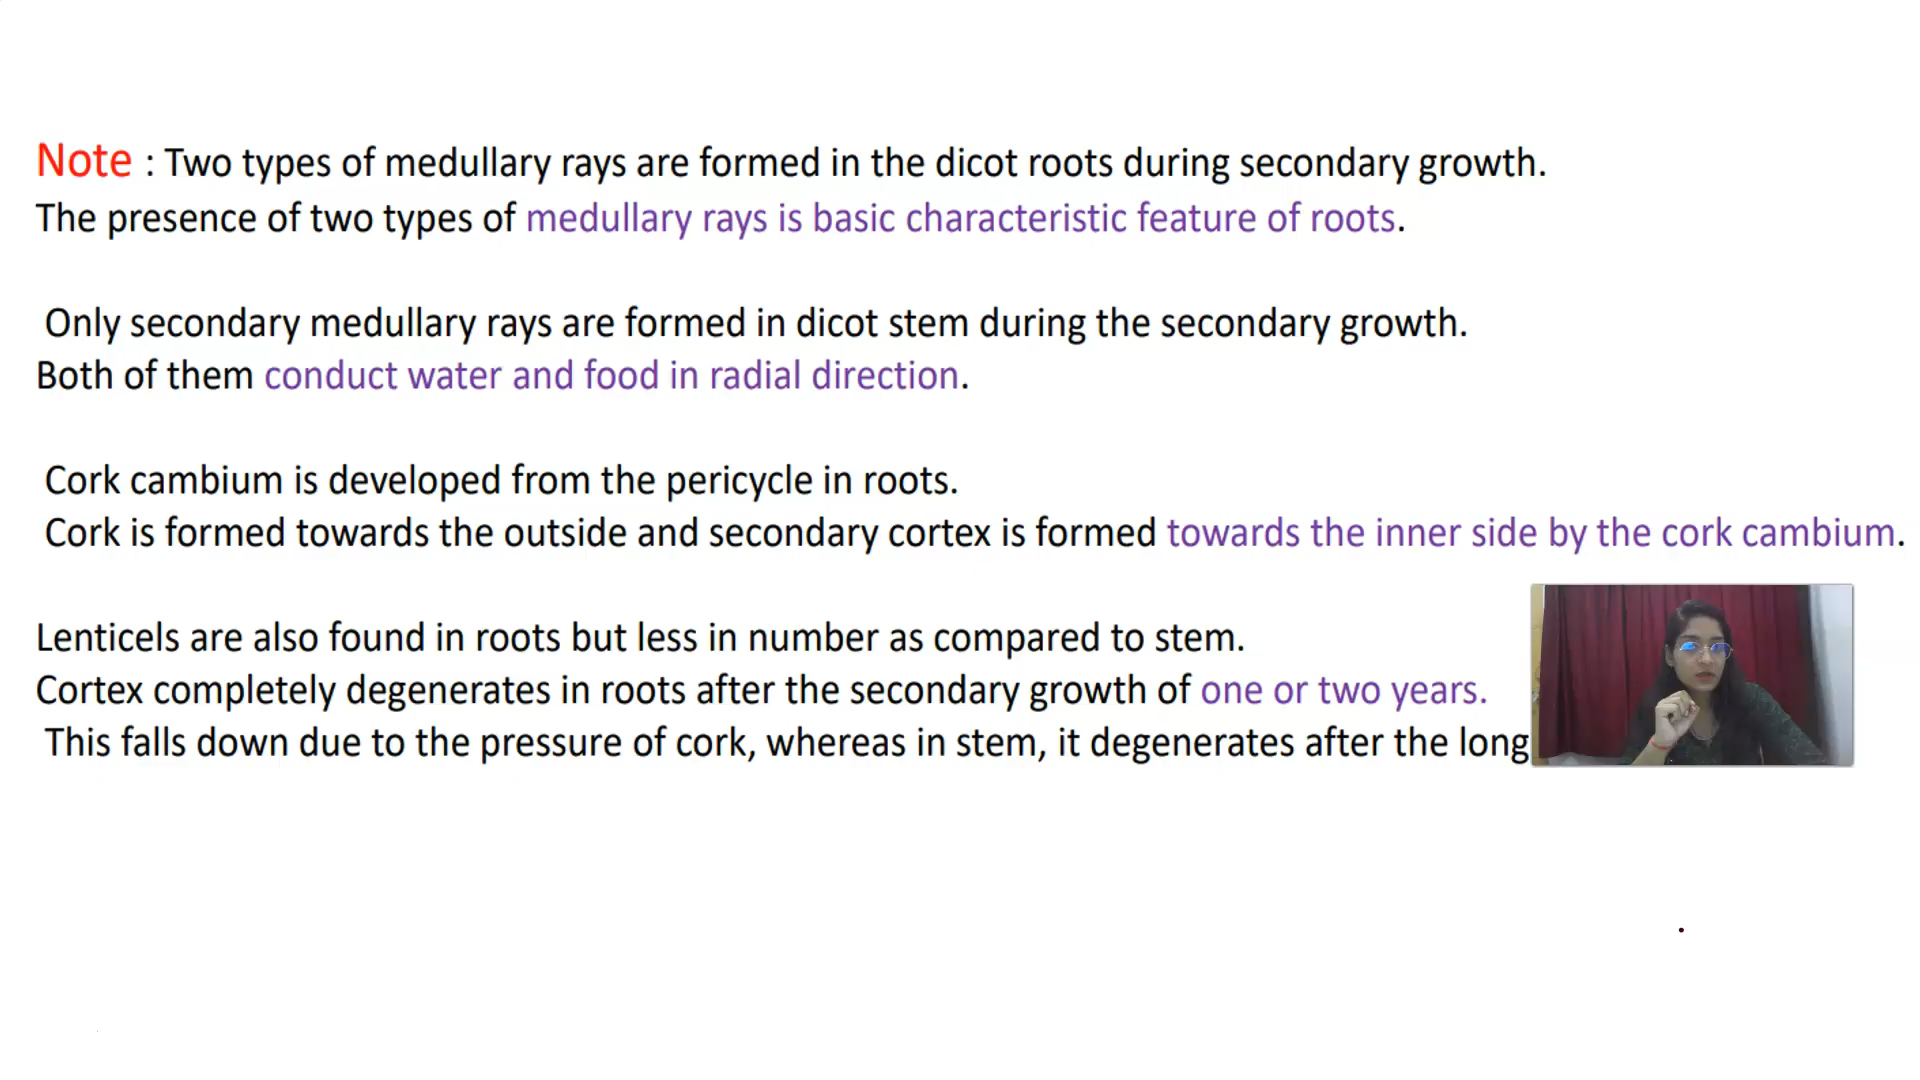 Note : Two types of medullary rays are formed in the dicot roots during secondary growth.
The presence of two types of medullary rays is basic characteristic feature of roots.
Only secondary medullary rays are formed in dicot stem during the secondary growth.
Both of them conduct water and food in radial direction.
Cork cambium is developed from the pericycle in roots.
Cork is formed towards the outside and secondary cortex is formed towards the inner side by the cork cambium.
Lenticels are also found in roots but less in number as compared to stem.
Cortex completely degenerates in roots after the secondary growth of one or two years.
This falls down due to the pressure of cork, whereas in stem, it degenerates after the long